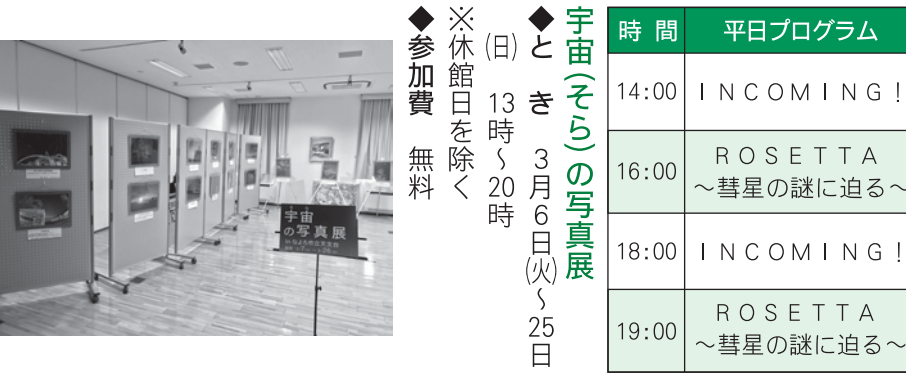 時 間 平日プログラム
14:00 INCOMING!
16:00 ROSETTA
~彗星の謎に迫る~
18:00 INCOMING!
19:00 ROSETTA
~彗星の謎に迫る~
宇宙(そら)の写真展
◆と き 3月6日(火)~25日
(日) 13時~20時
※休館日を除く
◆参加費 無料
宇宙
の写真展